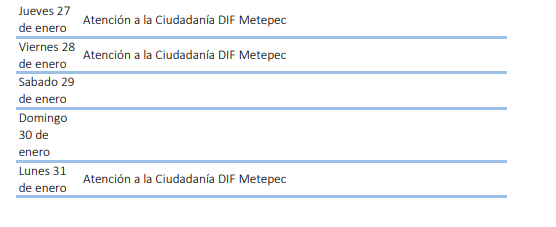 Jueves 27
de enero
Atención a la Ciudadanía DIF Metepec
Viernes 28
de enero
Atención a la Ciudadanía DIF Metepec
Sabado 29
de enero
Domingo
30 de
enero
Lunes 31
de enero
Atención a la Ciudadanía DIF Metepec